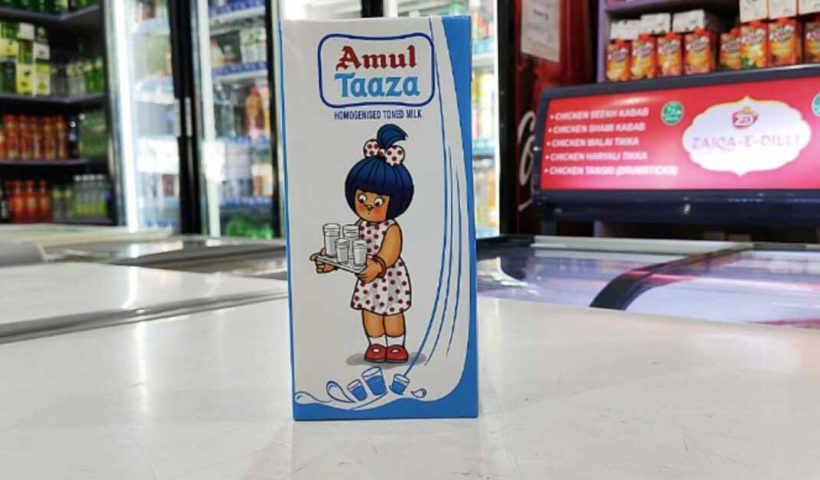 Amul
Taaza
HOMOGENISED TONED MILK
• CHICKEN SEEKH KABAB
• CHICKEN SHAMI KABAB
• CHICKEN MALAI TIKKA
• CHICKEN HARYALI TIKKA
• CHICKEN TANGRI (DRUMSTICKS)
ZAIQA-E-DILLI